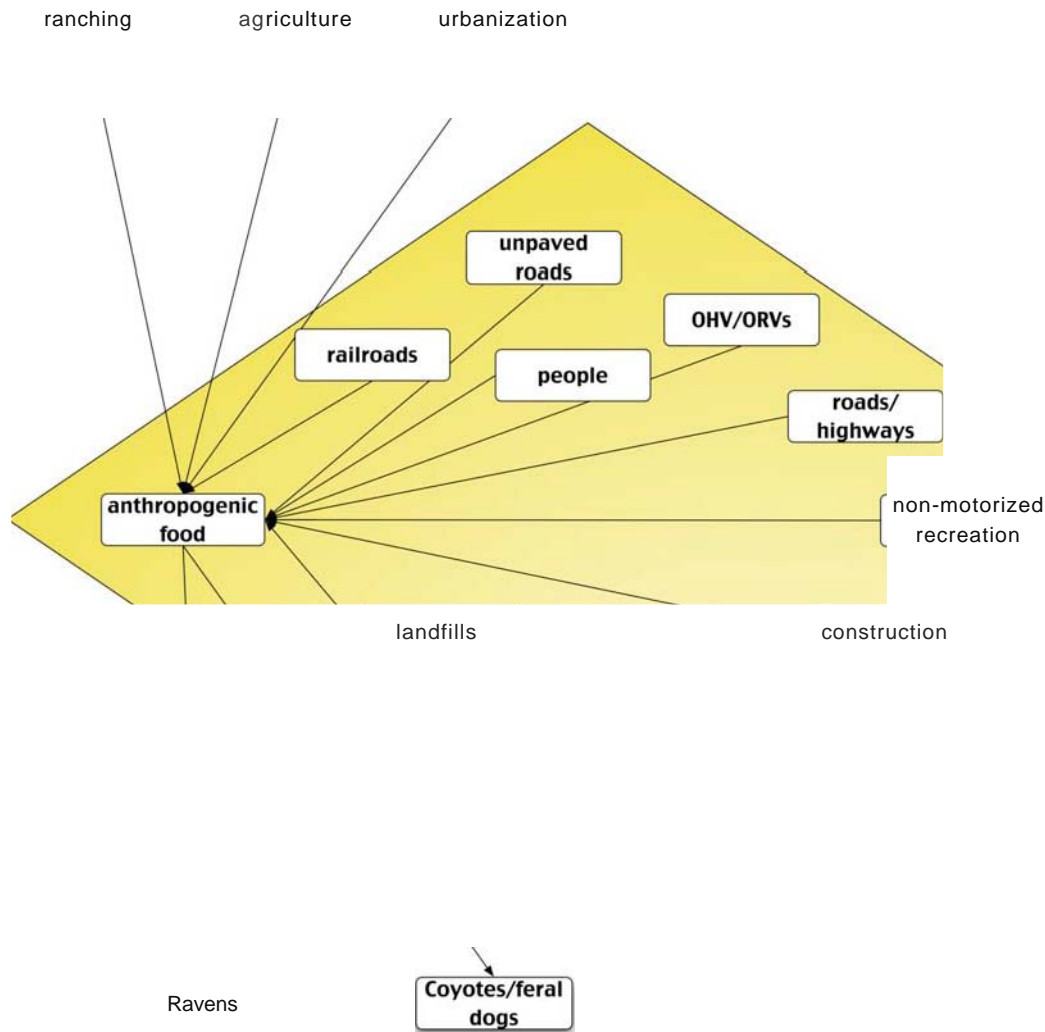 ranching agriculture urbanization
unpaved
roads
OHV/ORVs
railroads
people
roads/
highways
anthropogenic
food
non-motorized
recreation
landfills construction
Ravens
Coyotes/feral
dogs